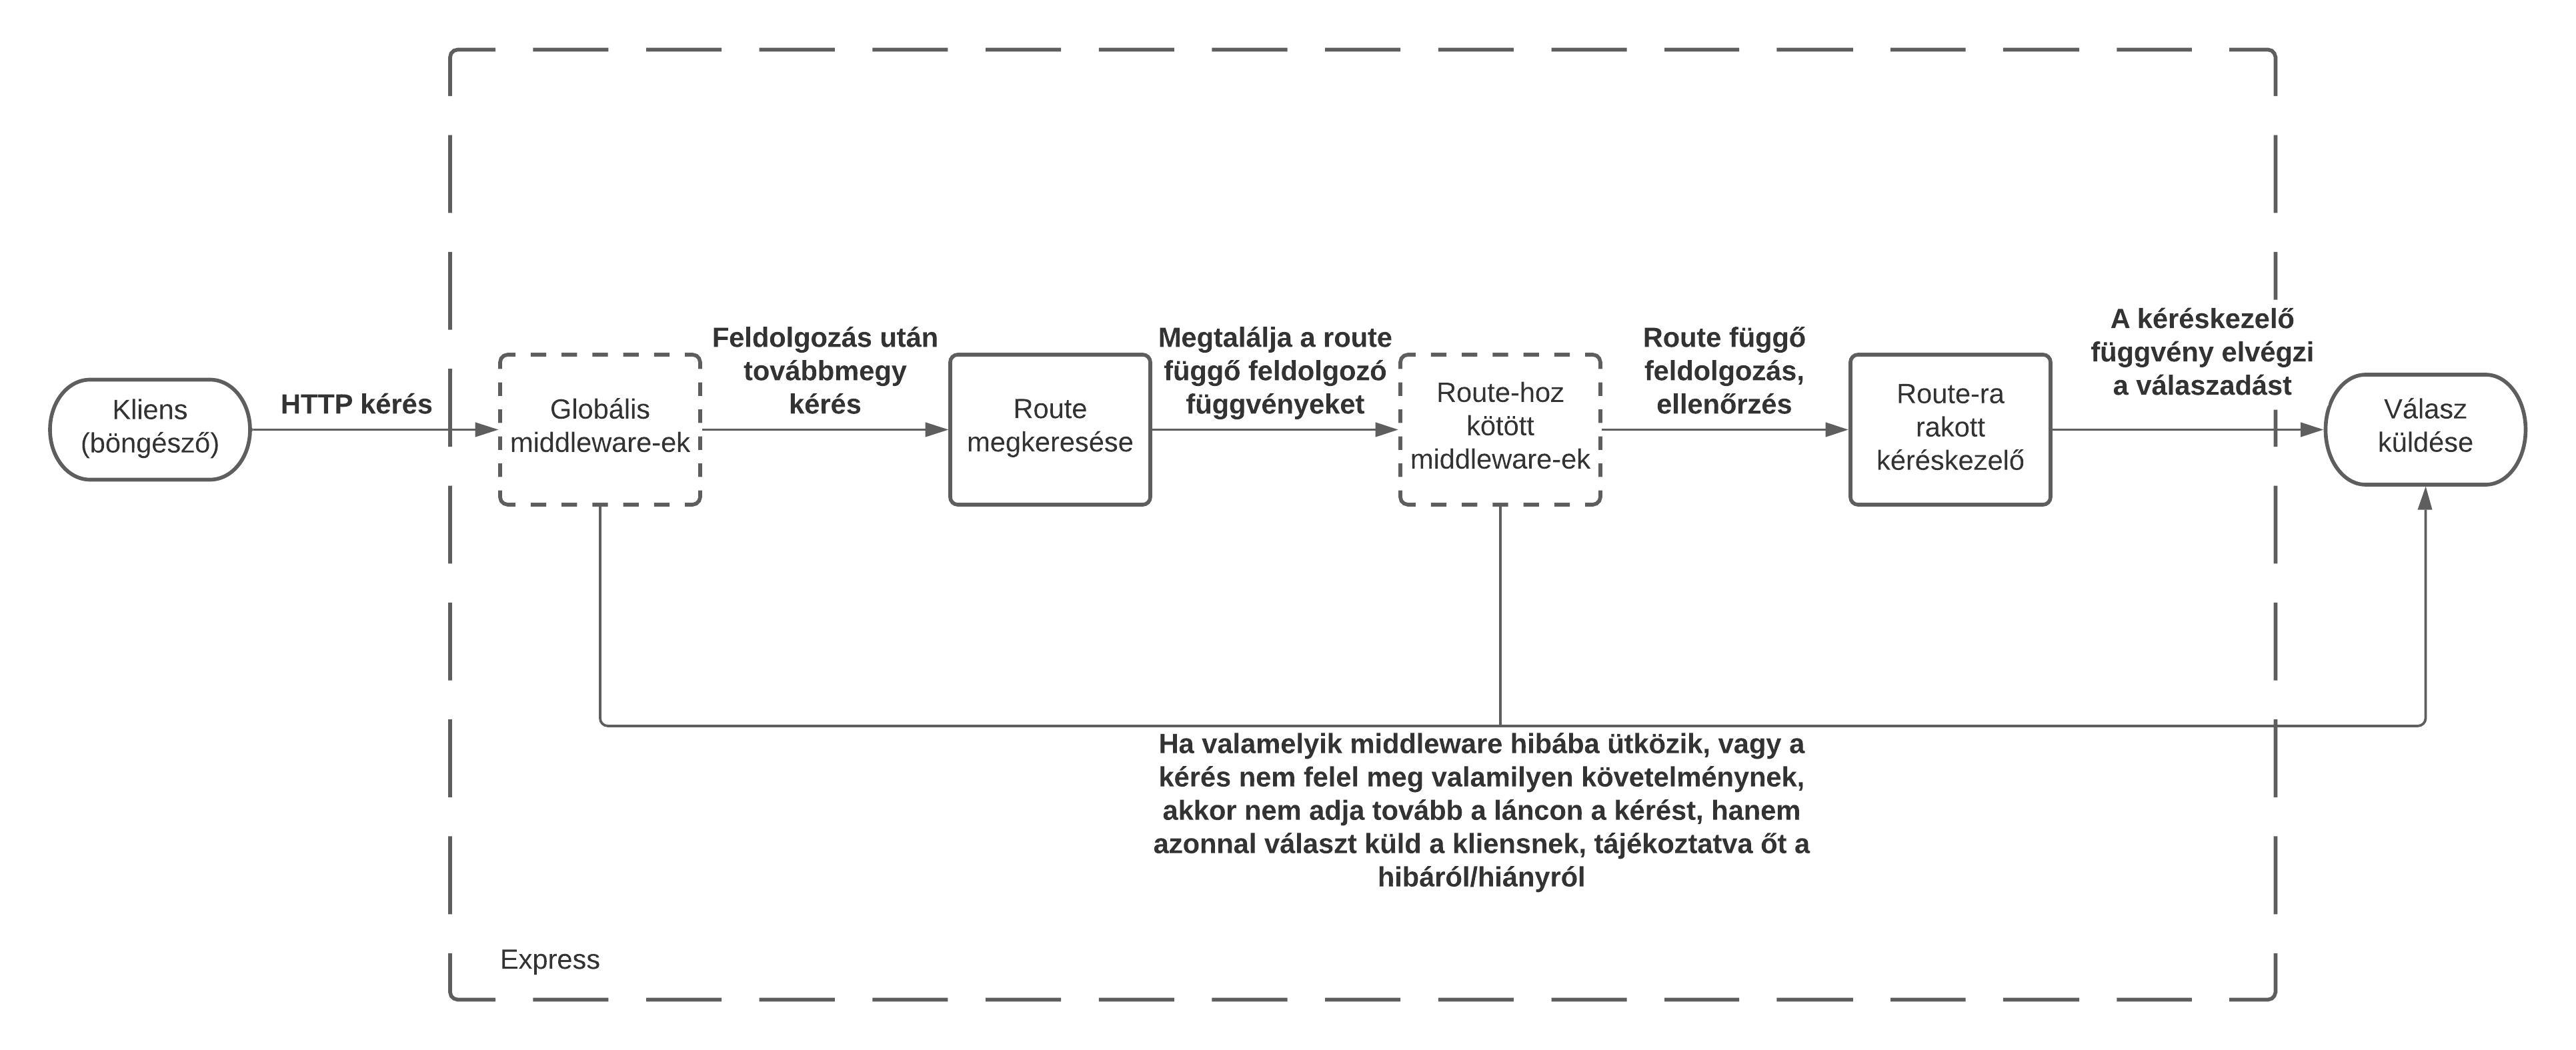 Kliens
(böngésző)
HTTP kérés
Globális
middleware-ek
Feldolgozás után
továbbmegy
kérés
Route
megkeresése
Megtalálja a route
függő feldolgozó
függvényeket
Route-hoz
kötött
middleware-ek
Route függő
feldolgozás,
ellenőrzés
Route-ra
rakott
kéréskezelő
A kéréskezelő
függvény elvégzi
a válaszadást
Válasz
küldése
Ha valamelyik middleware hibába ütközik, vagy a
kérés nem felel meg valamilyen követelménynek,
akkor nem adja tovább a láncon a kérést, hanem
azonnal választ küld a kliensnek, tájékoztatva őt a
hibáról/hiányról
Express